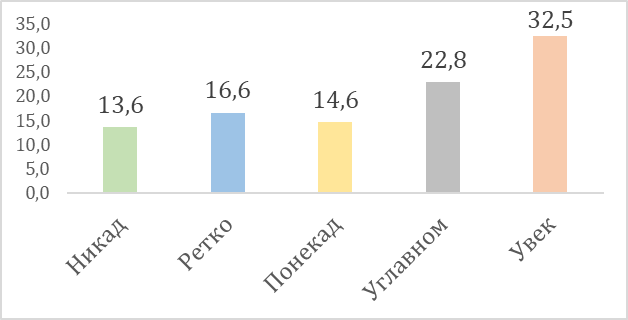 35,0
30,0
25,0
20,0
15,0
10,0
5,0
0,0
13,6
16,6
14,6
22,8
32,5
Никад
Ретко
Понекад
Углавном
Увек